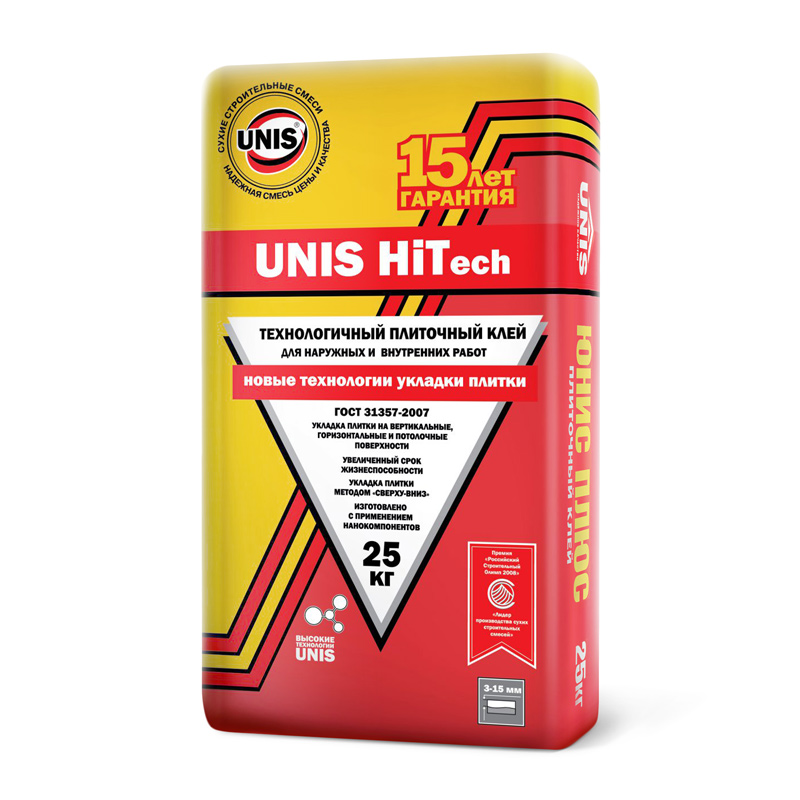 СУХИЕ СТРОИТЕЛЬНЫЕ СМЕСИ
UNIS®
НАДЕЖНАЯ СМЕСЬ ЦЕНЫ И КАЧЕСТВА
15 лет
ГАРАНТИЯ
UNIS HiTech
ТЕХНОЛОГИЧНЫЙ ПЛИТОЧНЫЙ КЛЕЙ
ДЛЯ НАРУЖНЫХ И ВНУТРЕННИХ РАБОТ
НОВЫЕ ТЕХНОЛОГИИ УКЛАДКИ ПЛИТКИ
ГОСТ 31357-2007
УКЛАДКА ПЛИТКИ НА ВЕРТИКАЛЬНЫЕ,
ГОРИЗОНТАЛЬНЫЕ И ПОТОЛОЧНЫЕ
ПОВЕРХНОСТИ
УВЕЛИЧЕННЫЙ СРОК
ЖИЗНЕСПОСОБНОСТИ
УКЛАДКА ПЛИТКИ
МЕТОДОМ «СВЕРХУ-ВНИЗ»
ИЗГОТОВЛЕНО
С ПРИМЕНЕНИЕМ
НАНОКОМПОНЕНТОВ
25
КГ
ВЫСОКИЕ
ТЕХНОЛОГИИ
UNIS
Премия
«Российский
Строительный
Олимп 2008»
«Лидер
производства сухих
строительных
смесей»
3-15 мм
UNIS
ЮНИС ПЛЮС 25кг
ПЛИТОЧНЫЙ КЛЕЙ